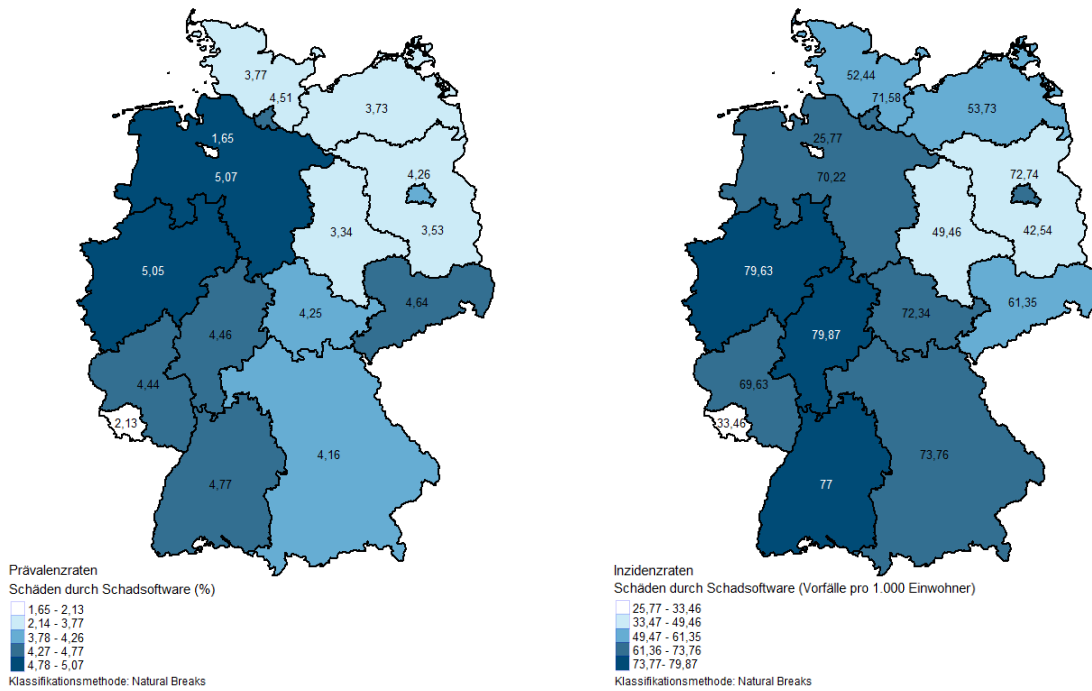 3,77
4,51
3,73
1,65
4,26
5,07
3,53
3,34
5,05
4,64
4,25
4,46
4,44
2,13
4,16
4,77
Prävalenzraten
Schäden durch Schadsoftware (%)
1,65 - 2,13
2,14 - 3,77
3,78 - 4,26
4,27 - 4,77
4,78 - 5,07
Klassifikationsmethode: Natural Breaks
52,44
71,58
53,73
25,77
72,74
70,22
42,54
49,46
79,63
61,35
72,34
79,87
69,63
33,46
73,76
77
Inzidenzraten
Schäden durch Schadsoftware (Vorfälle pro 1.000 Einwohner)
25,77 - 33,46
33,47 - 49,46
49,47 - 61,35
61,36 - 73,76
73,77- 79,87
Klassifikationsmethode: Natural Breaks